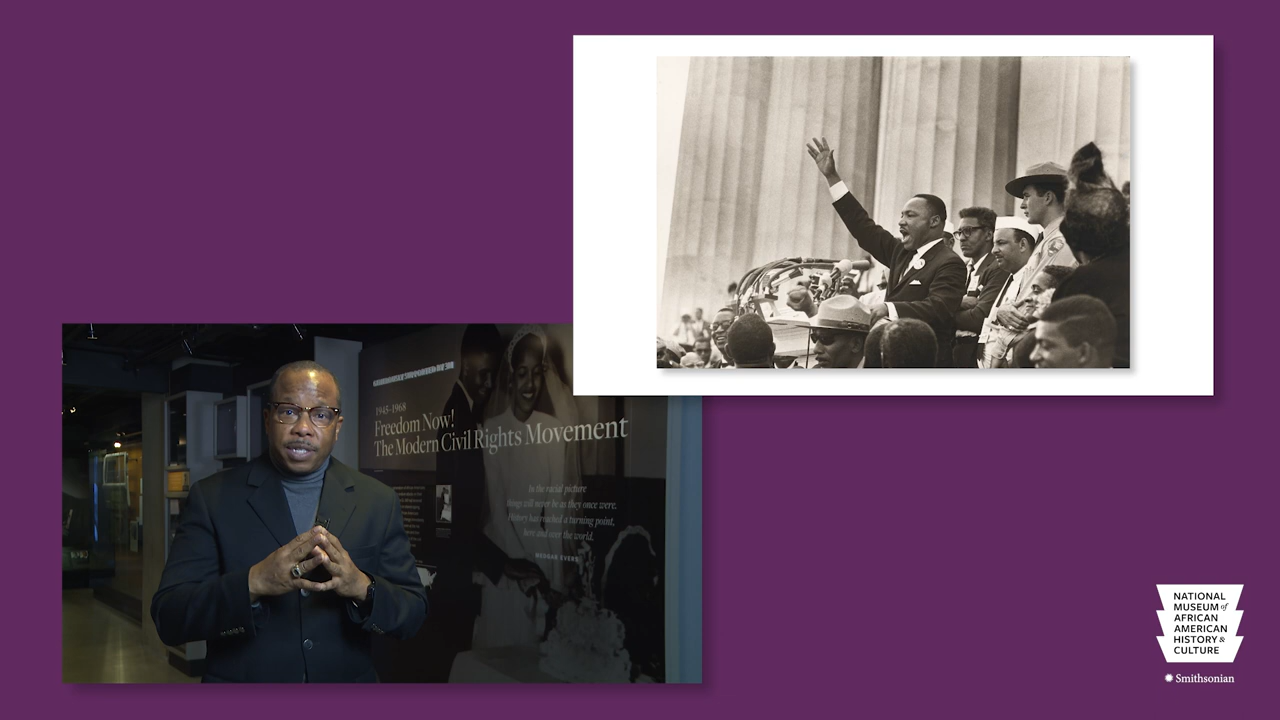 1945–1968
Freedom Now!
The Modern Civil Rights Movement
In the racial picture
things will never be as they once were.
History has reached a turning point,
here and over the world.
MEDGAR EVERS
NATIONAL
MUSEUM of
AFRICAN
AMERICAN
HISTORY &
CULTURE
Smithsonian